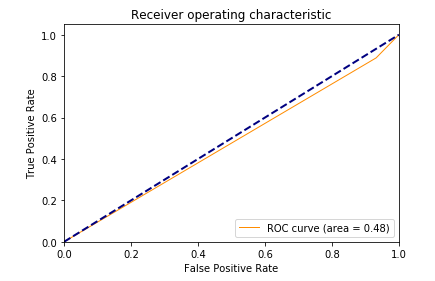 Receiver operating characteristic
True Positive Rate
1.0
0.8
0.6
0.4
0.2
0.0
ROC curve (area = 0.48)
0.0 0.2 0.4 0.6 0.8 1.0
False Positive Rate